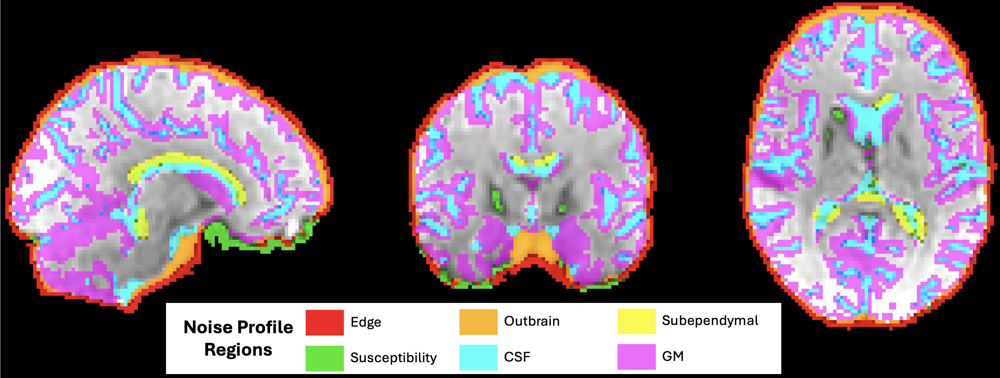 Noise Profile
Regions
Edge
Outbrain
Subependymal
Susceptibility
CSF
GM